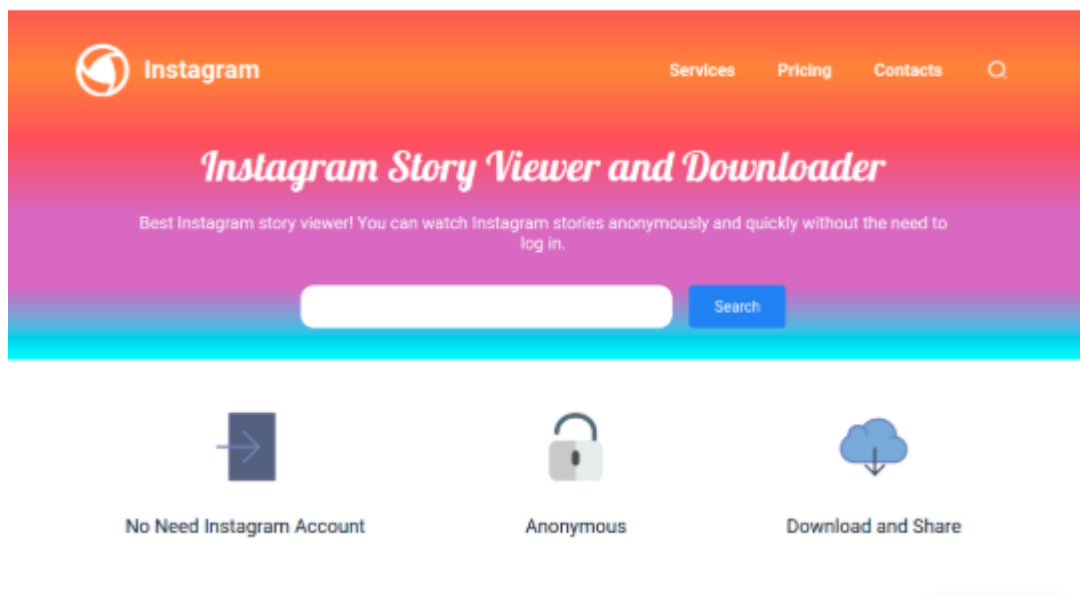 Instagram
Services Pricing Contacts
Instagram Story Viewer and Downloader
Best Instagram story viewer! You can watch Instagram stories anonymously and quickly without the need to
log in.
Search
No Need Instagram Account
Anonymous
Download and Share